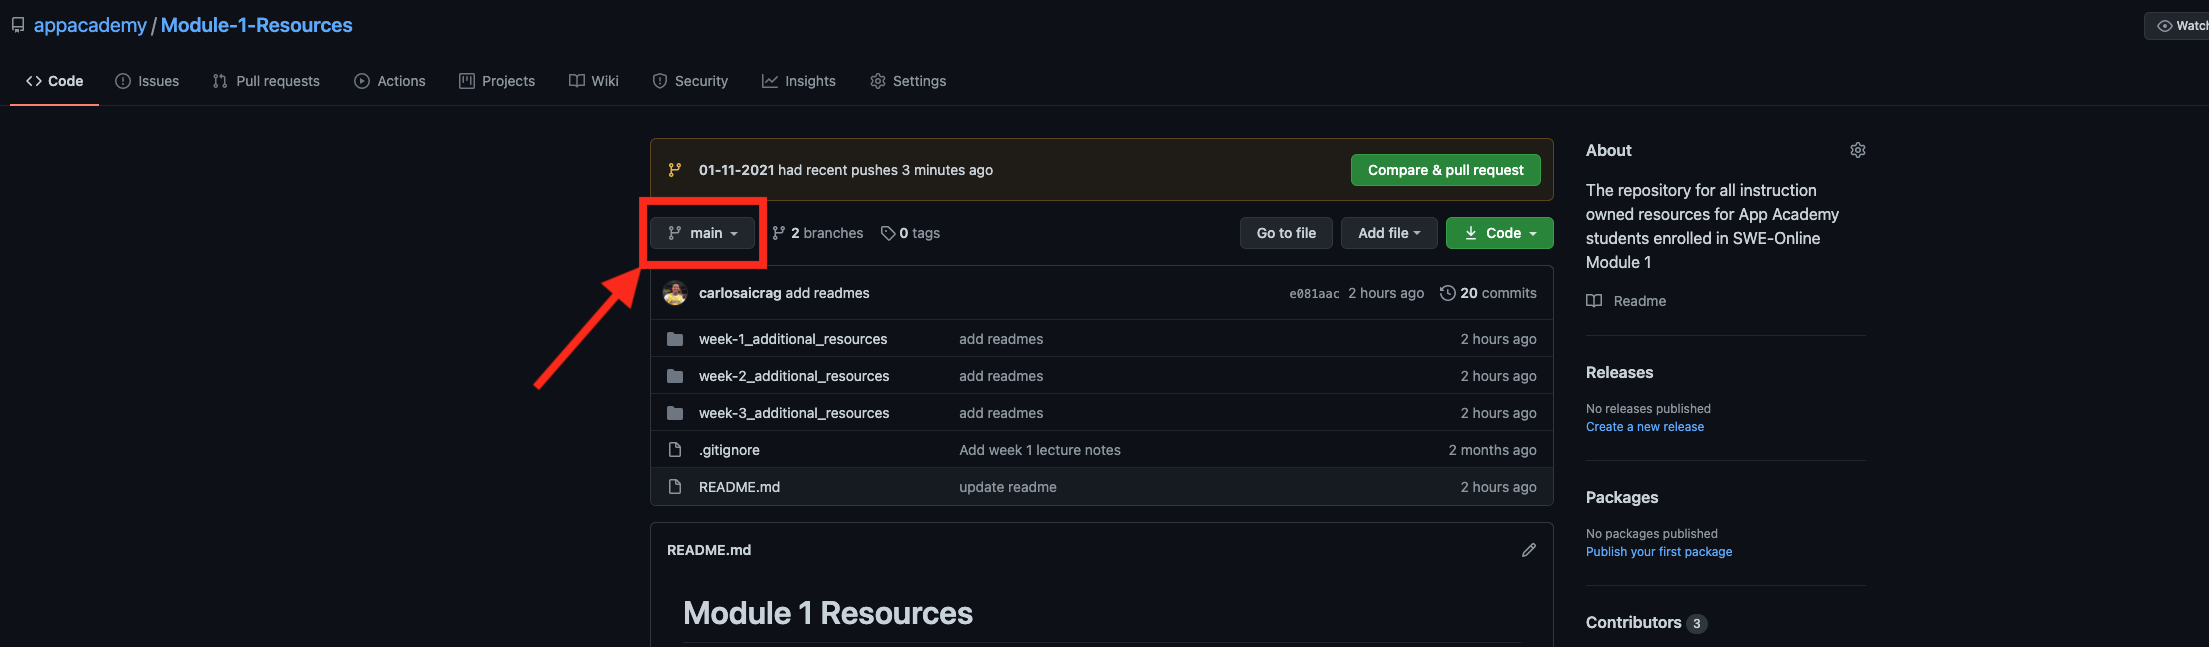 appacademy / Module-1-Resources
Watch
Code Issues Pull requests Actions Projects Wiki Security Insights Settings
01-11-2021 had recent pushes 3 minutes ago Compare & pull request
main 2 branches 0 tags Go to file Add file Code
carlosaicrag add readmes e081aac 2 hours ago 20 commits
week-1_additional_resources add readmes 2 hours ago
week-2_additional_resources add readmes 2 hours ago
week-3_additional_resources add readmes 2 hours ago
.gitignore Add week 1 lecture notes 2 months ago
README.md update readme 2 hours ago
README.md
Module 1 Resources
About
The repository for all instruction
owned resources for App Academy
students enrolled in SWE-Online
Module 1
Readme
Releases
No releases published
Create a new release
Packages
No packages published
Publish your first package
Contributors 3